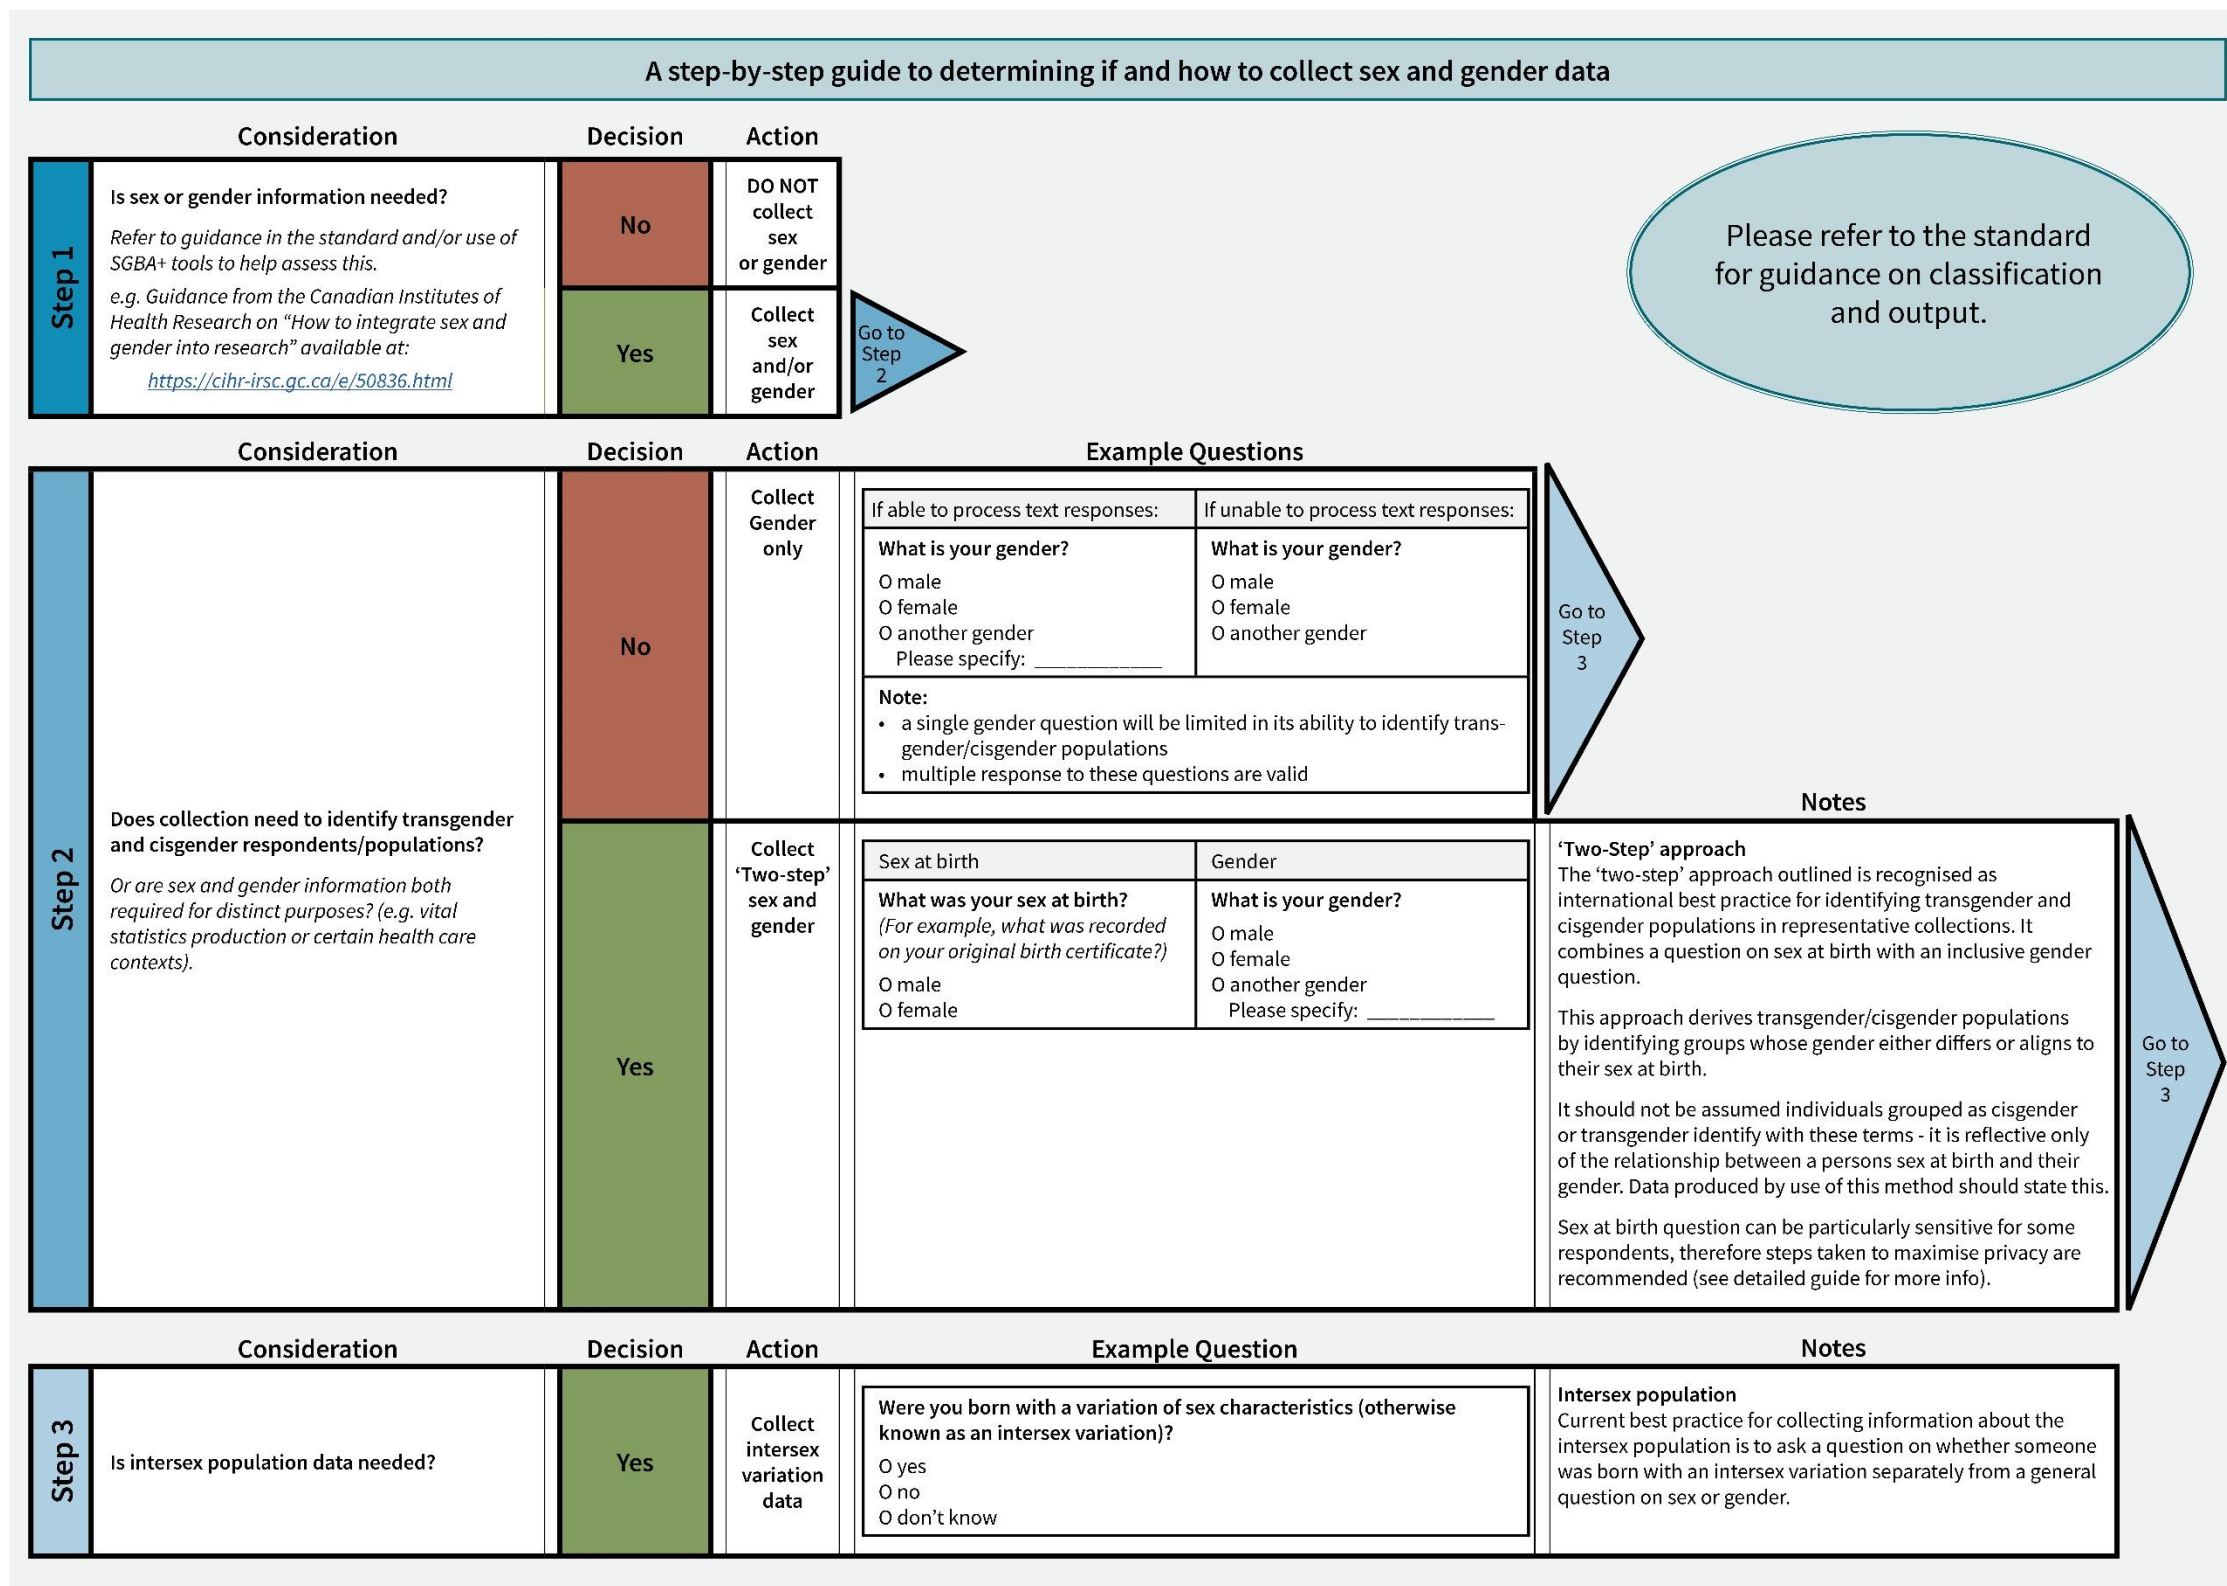 A step-by-step guide to determining if and how to collect sex and gender data
Consideration
Decision
Action
Step 1
Is sex or gender information needed?
Refer to guidance in the standard and/or use of
SGBA+ tools to help assess this.
e.g. Guidance from the Canadian Institutes of
Health Research on “How to integrate sex and
gender into research” available at:
https://cihr-irsc.gc.ca/e/50836.html
No
DO NOT
collect
sex
or gender
Yes
Collect
sex
and/or
gender
Go to
Step
2
Please refer to the standard
for guidance on classification
and output.
Consideration
Decision
Action
Example Questions
Step 2
Does collection need to identify transgender
and cisgender respondents/populations?
Or are sex and gender information both
required for distinct purposes? (e.g. vital
statistics production or certain health care
contexts).
No
Collect
Gender
only
If able to process text responses:
What is your gender?
O male
O female
O another gender
Please specify: ____________
If unable to process text responses:
What is your gender?
O male
O female
O another gender
Note:
• a single gender question will be limited in its ability to identify trans-
gender/cisgender populations
• multiple response to these questions are valid
Go to
Step
3
Yes
Collect
‘Two-step’
sex and
gender
Sex at birth
What was your sex at birth?
(For example, what was recorded
on your original birth certificate?)
O male
O female
Gender
What is your gender?
O male
O female
O another gender
Please specify: ____________
Notes
‘Two-Step’ approach
The ‘two-step’ approach outlined is recognised as
international best practice for identifying transgender and
cisgender populations in representative collections. It
combines a question on sex at birth with an inclusive gender
question.
This approach derives transgender/cisgender populations
by identifying groups whose gender either differs or aligns to
their sex at birth.
It should not be assumed individuals grouped as cisgender
or transgender identify with these terms - it is reflective only
of the relationship between a persons sex at birth and their
gender. Data produced by use of this method should state this.
Sex at birth question can be particularly sensitive for some
respondents, therefore steps taken to maximise privacy are
recommended (see detailed guide for more info).
Go to
Step
3
Consideration
Decision
Action
Example Question
Notes
Step 3
Is intersex population data needed?
Yes
Collect
intersex
variation
data
Were you born with a variation of sex characteristics (otherwise
known as an intersex variation)?
O yes
O no
O don’t know
Intersex population
Current best practice for collecting information about the
intersex population is to ask a question on whether someone
was born with an intersex variation separately from a general
question on sex or gender.